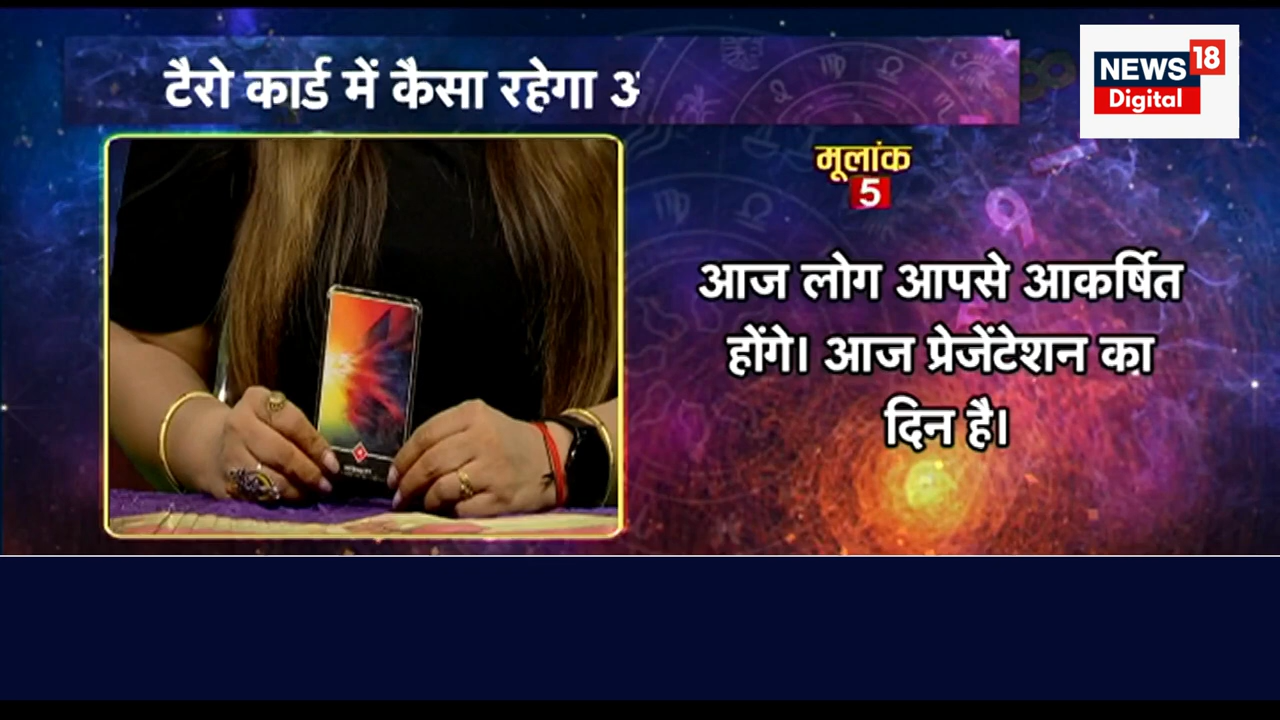 टैरो कार्ड में कैसा रहेगा
NEWS 18
Digital
मूलांक
5
आज लोग आपसे आकर्षित
होंगे। आज प्रेजेंटेशन का
दिन है।